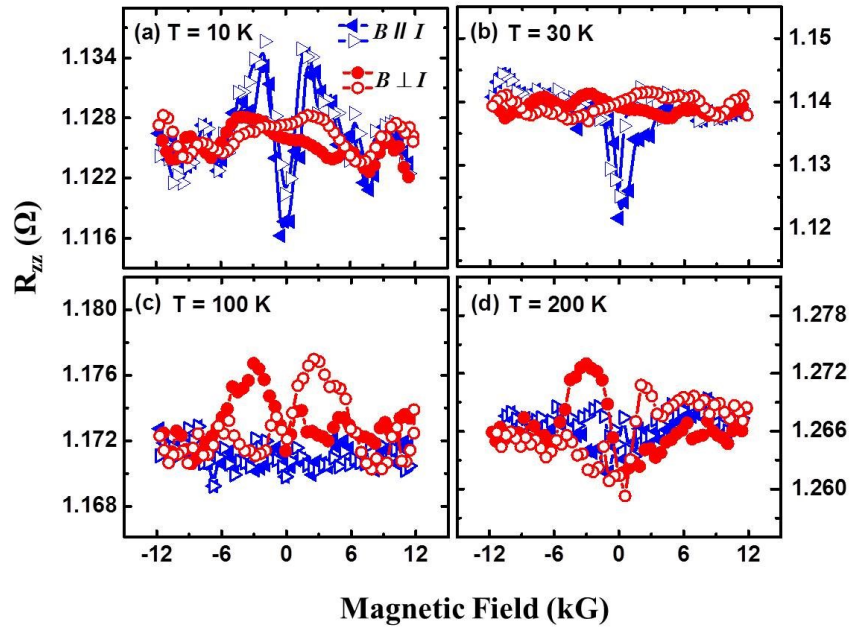 (a) T = 10 K
B // I
B ⊥ I
(b) T = 30 K
1.134
1.128
1.122
1.116
1.15
1.14
1.13
1.12
R_zz (Ω)
(c) T = 100 K
(d) T = 200 K
1.180
1.176
1.172
1.168
1.278
1.272
1.266
1.260
-12 -6 0 6 12 -12 -6 0 6 12
Magnetic Field (kG)